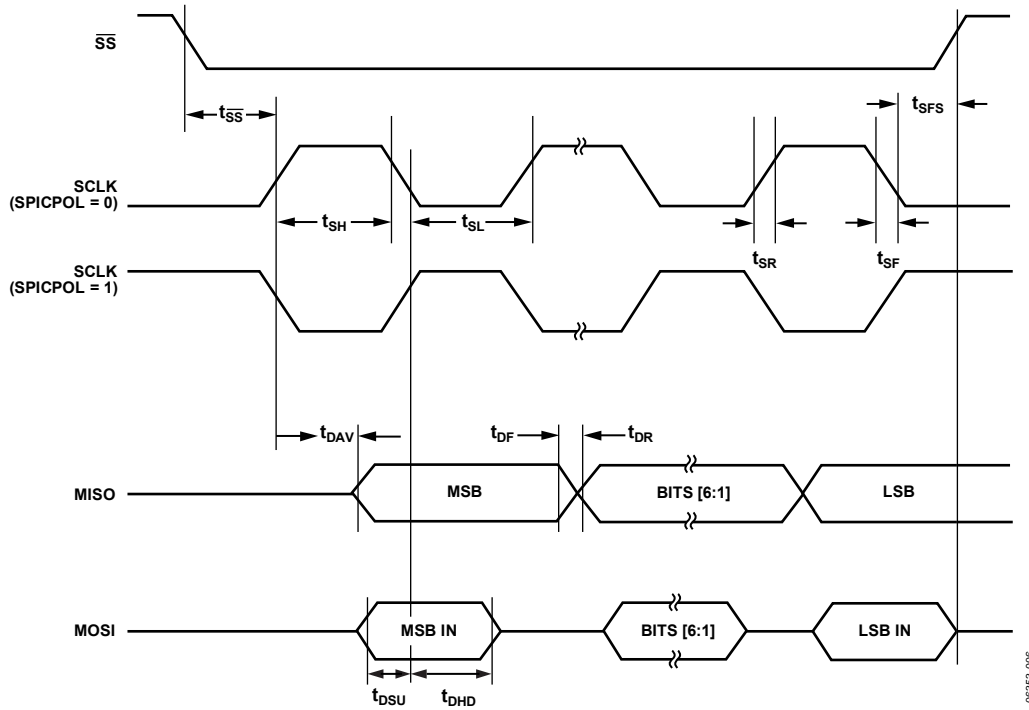 SS
tSS
tSFS
SCLK
(SPICPOL = 0)
tSH
tSL
tSR
tSF
SCLK
(SPICPOL = 1)
tDAV
tDF
tDR
MISO
MSB
BITS [6:1]
LSB
MOSI
MSB IN
BITS [6:1]
LSB IN
tDSU
tDHD